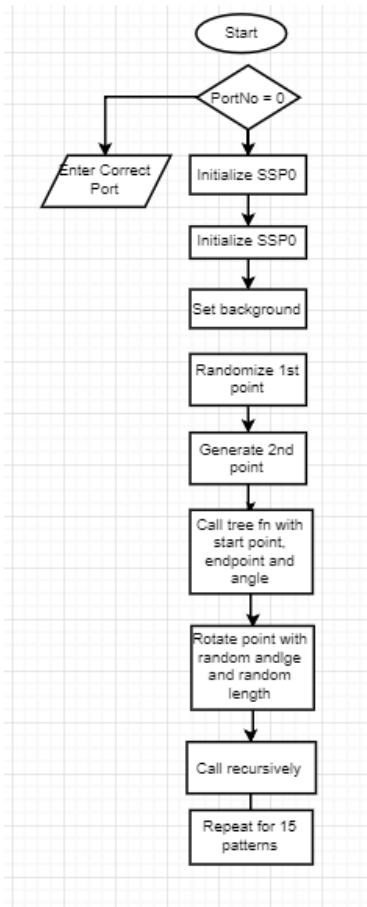 Start
PortNo = 0
Enter Correct
Port
Initialize SSP0
Initialize SSP0
Set background
Randomize 1st
point
Generate 2nd
point
Call tree fn with
start point,
endpoint and
angle
Rotate point with
random andlge
and random
length
Call recursively
Repeat for 15
patterns